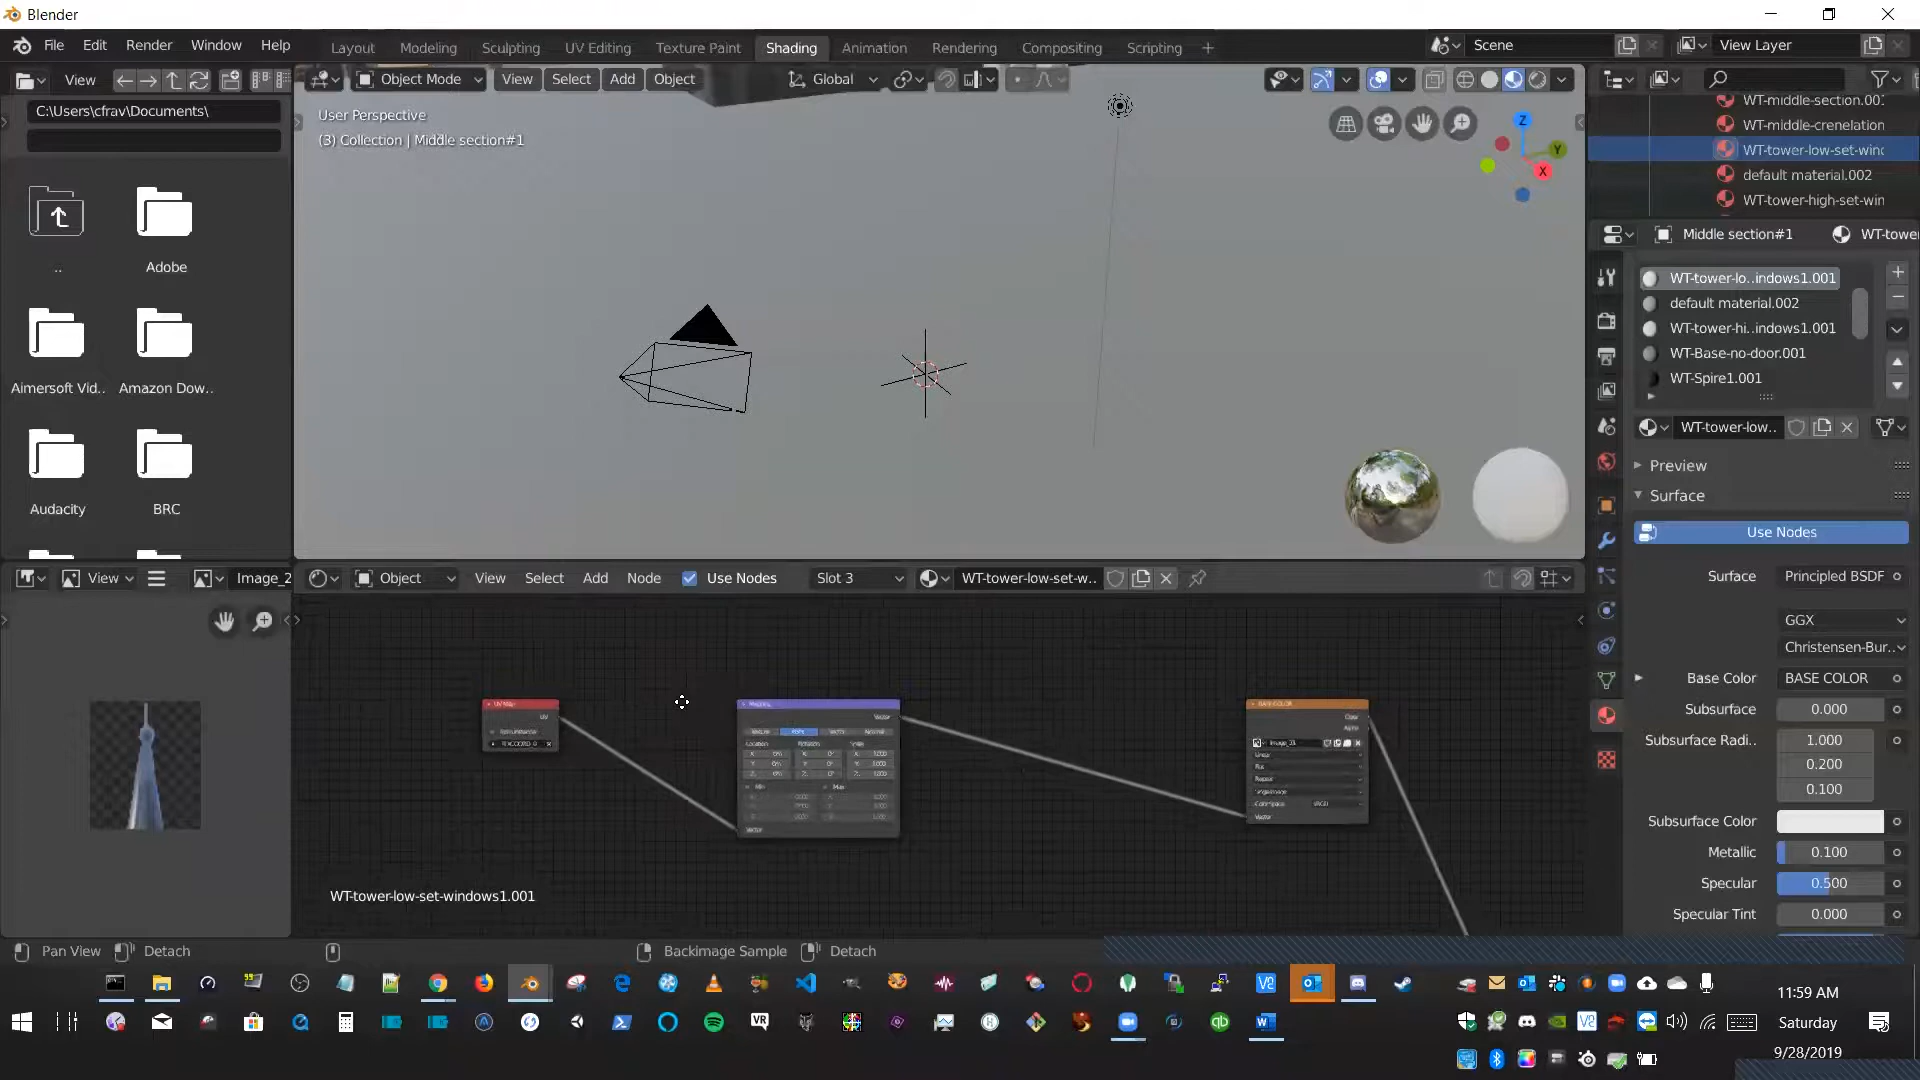 Blender
File Edit Render Window Help
Layout Modeling Sculpting UV Editing Texture Paint Shading Animation Rendering Compositing Scripting +
Scene
View Layer
View
Object Mode View Select Add Object Global
C:\Users\cfrav\Documents\
User Perspective
(3) Collection | Middle section#1
Z
Y
X
WT-middle-section.00
WT-middle-crenelation
WT-tower-low-set-wind
default material.002
WT-tower-high-set-win
Middle section#1 WT-towe
..
Adobe
Aimersoft Vid..
Amazon Dow..
Audacity
BRC
WT-tower-lo..indows1.001
default material.002
WT-tower-hi..indows1.001
WT-Base-no-door.001
WT-Spire1.001
WT-tower-low..
Preview
Surface
Use Nodes
Surface Principled BSDF
GGX
Christensen-Bur..
Base Color BASE COLOR
Subsurface 0.000
Subsurface Radi.. 1.000
0.200
0.100
Subsurface Color
Metallic 0.100
Specular 0.500
Specular Tint 0.000
View Image_2
Object View Select Add Node Use Nodes Slot 3 WT-tower-low-set-w..
UV
Vector
BASE COLOR
Color
Alpha
Vector
Vector
WT-tower-low-set-windows1.001
Pan View Detach Backimage Sample Detach
11:59 AM
Saturday
9/28/2019